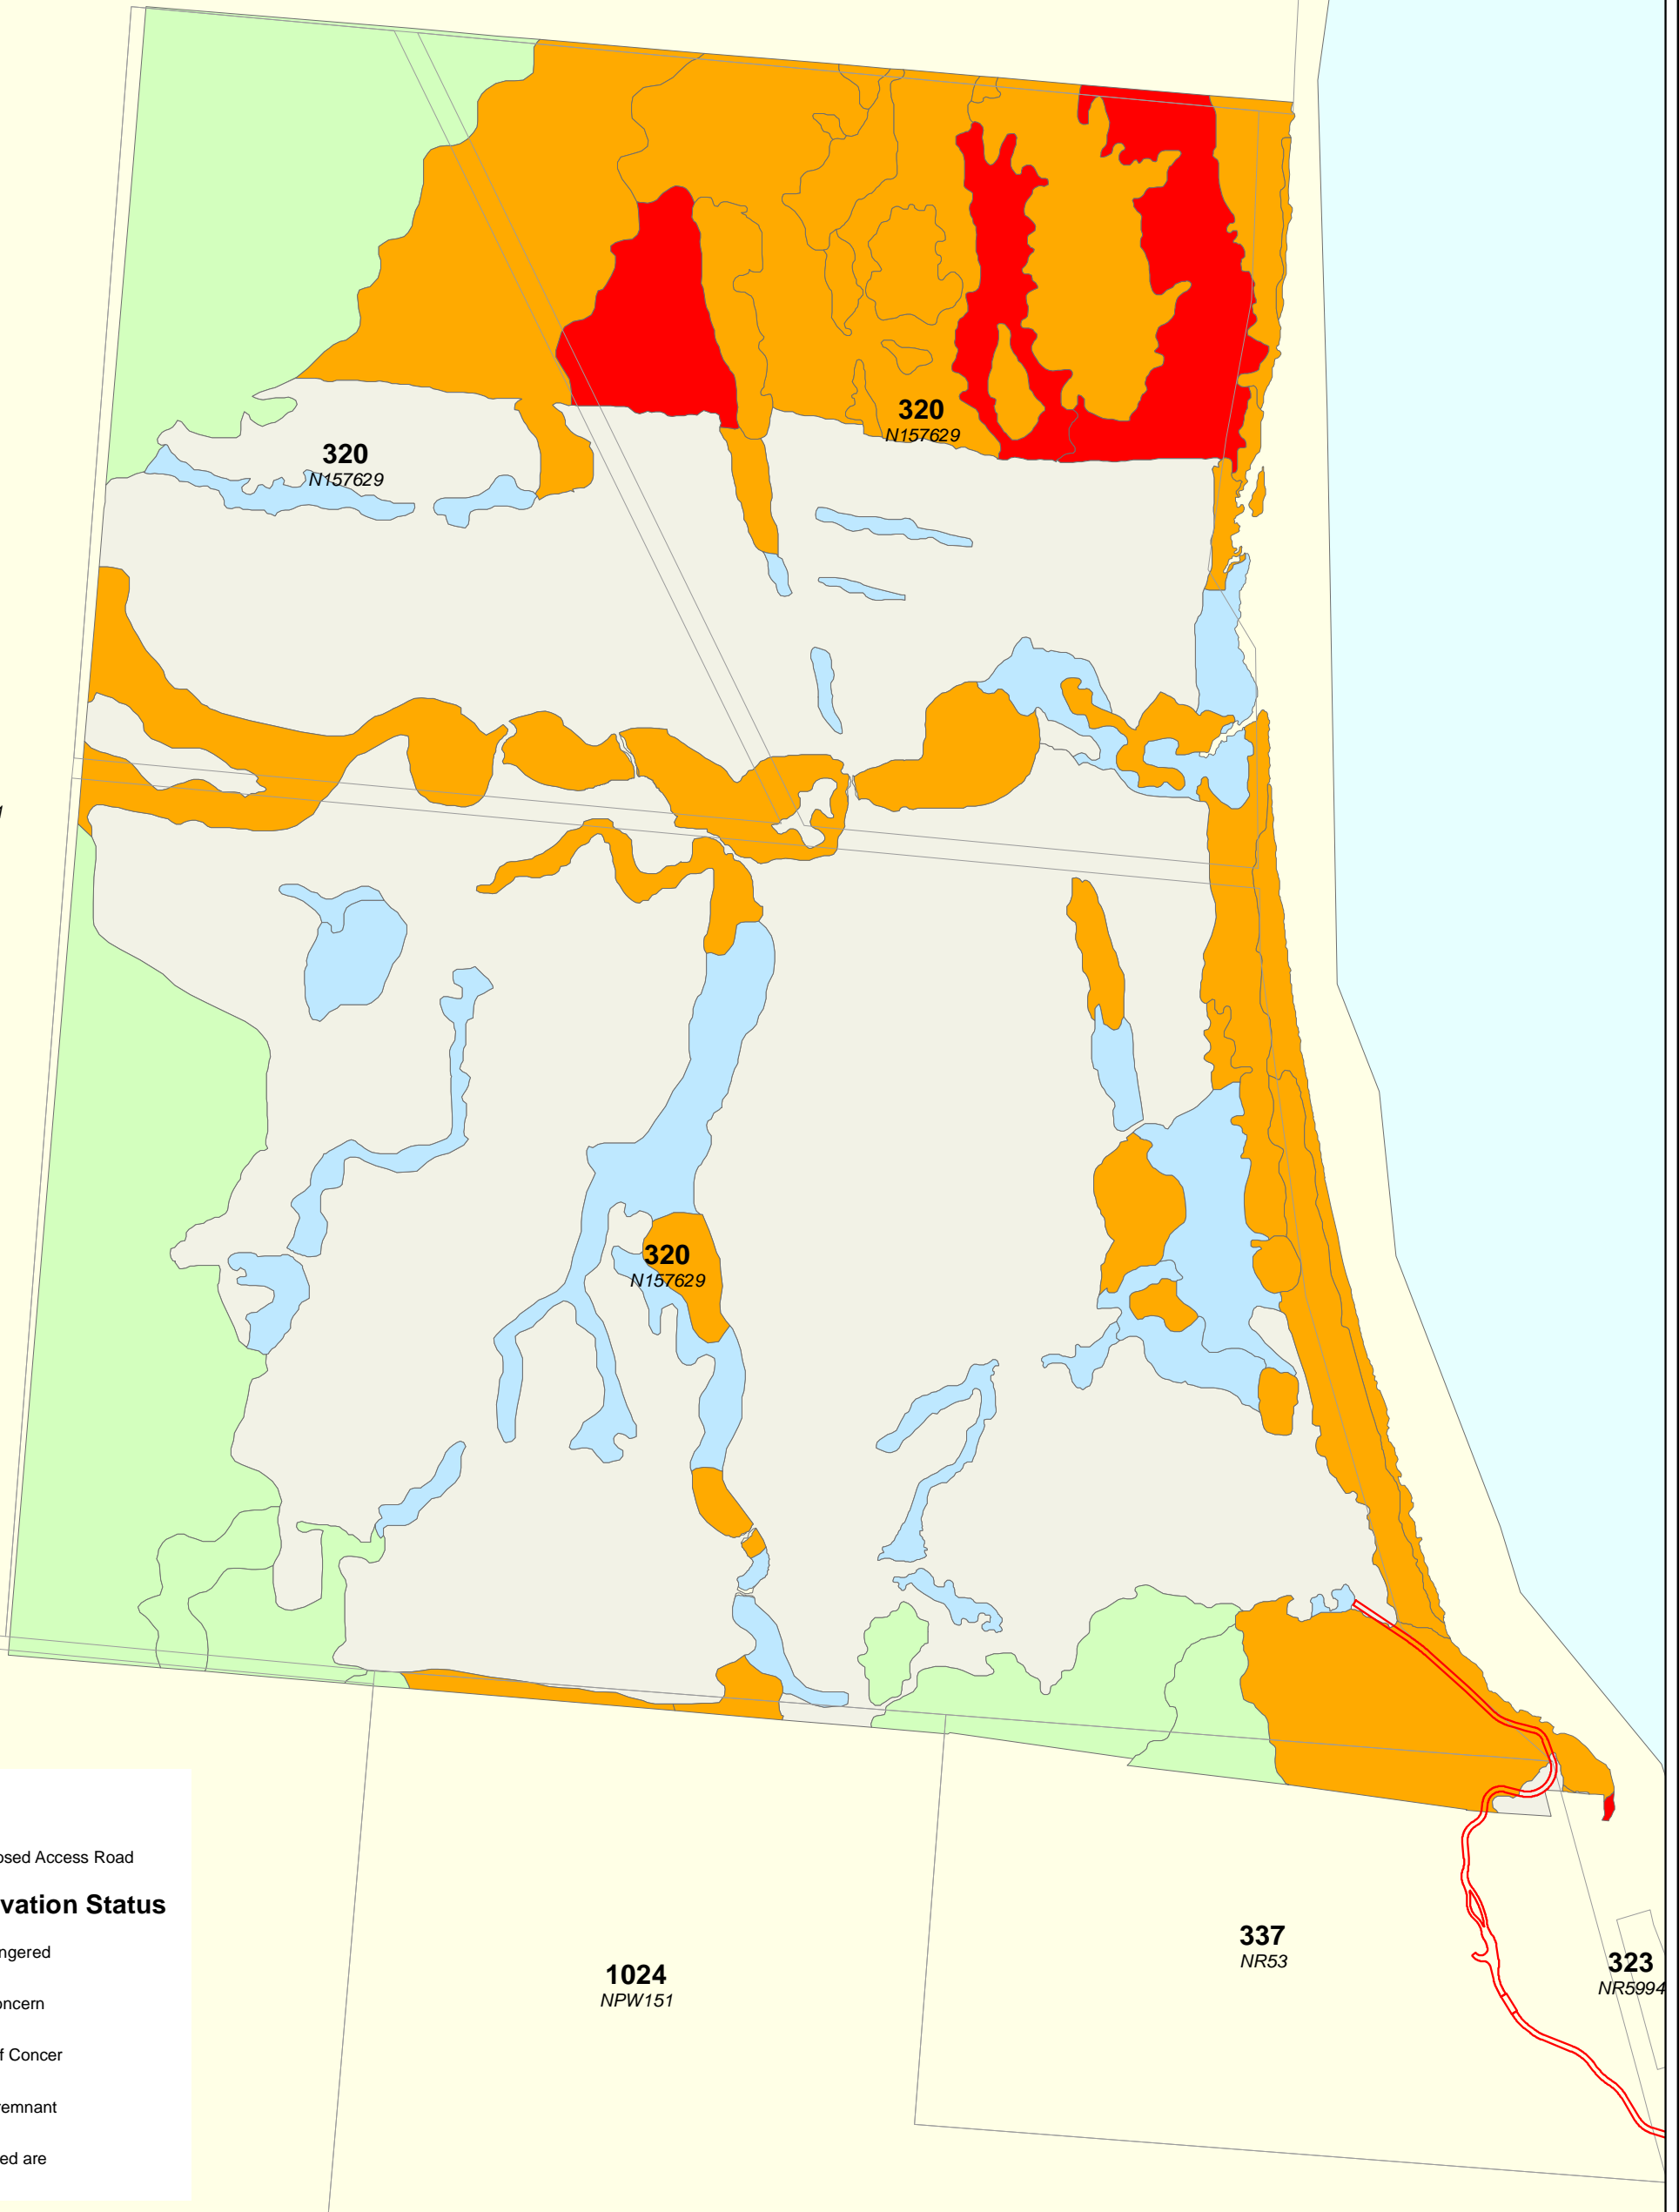 320
N157629
320
N157629
320
N157629
1024
NPW151
337
NR53
323
NR5994
osed Access Road
vation Status
ngered
oncern
f Concer
remnant
ed are